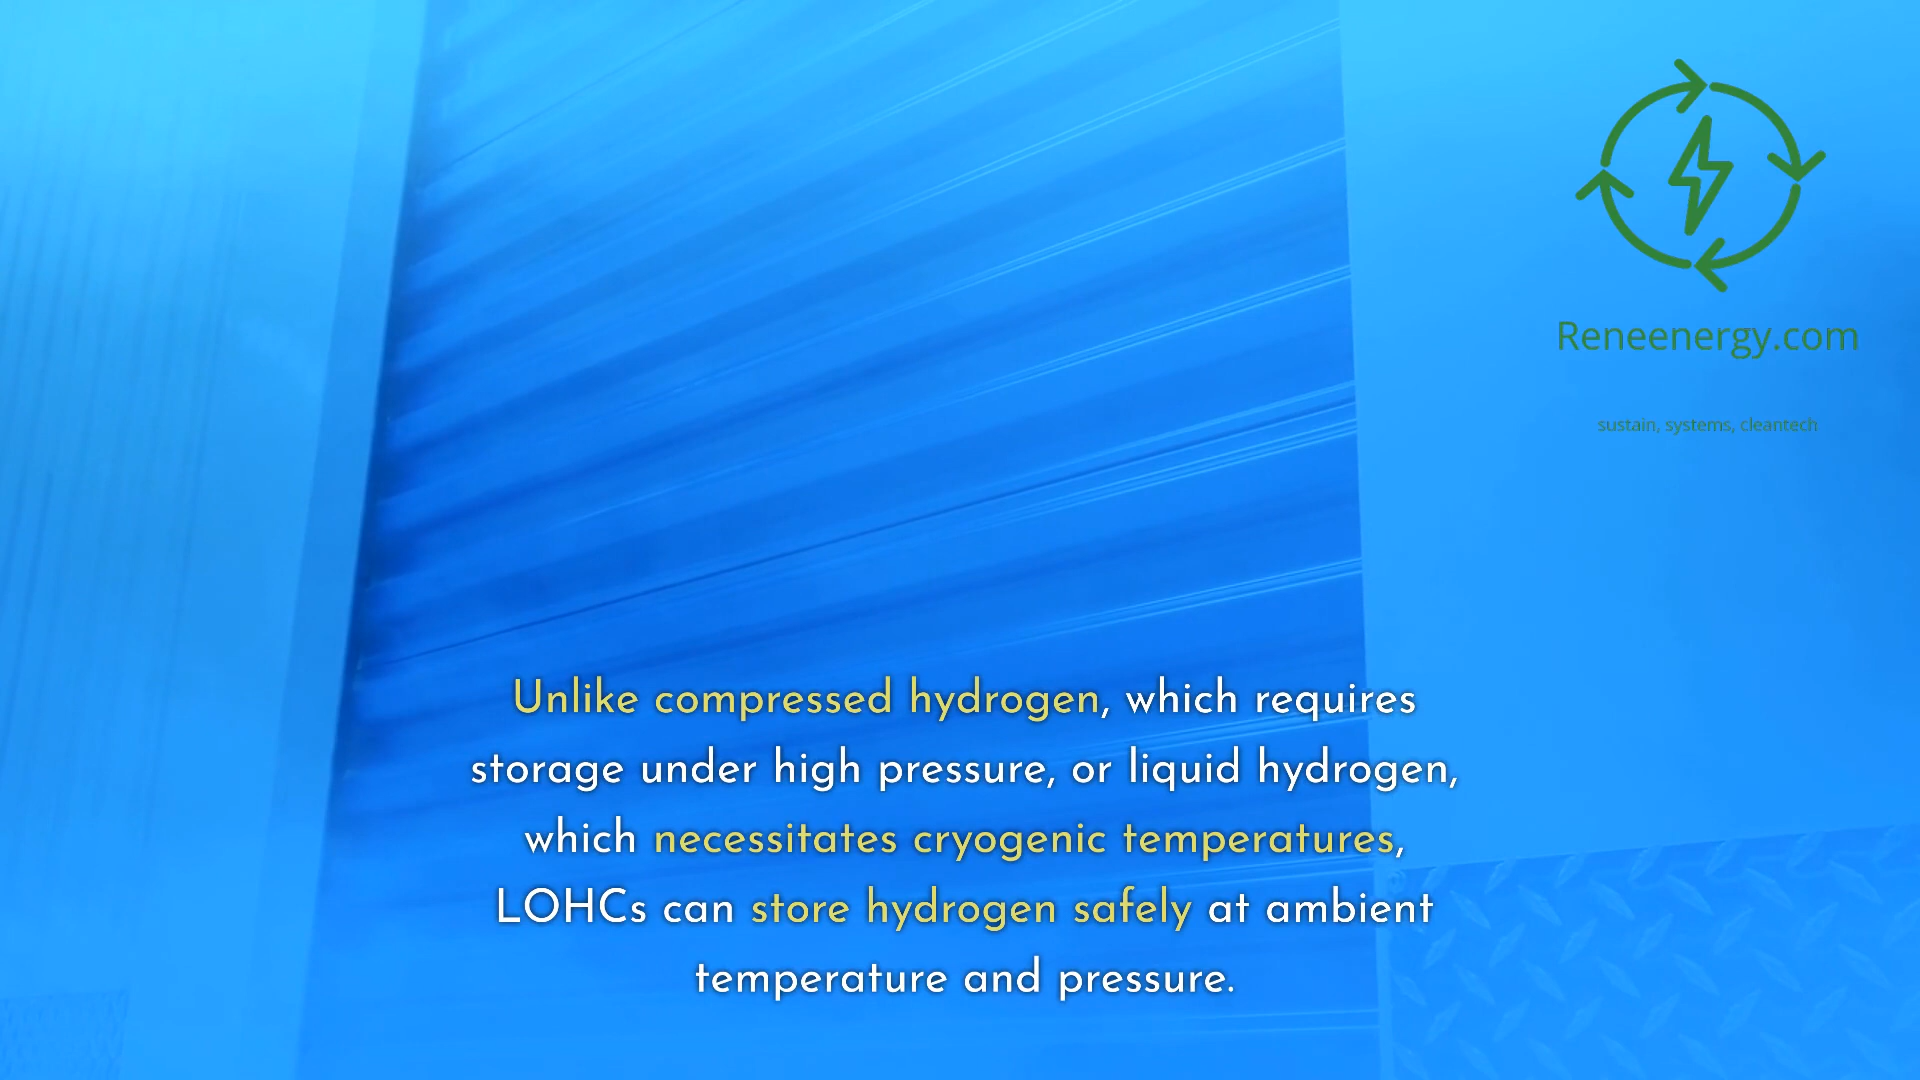 Reneenergy.com
sustain, systems, cleantech
Unlike compressed hydrogen, which requires
storage under high pressure, or liquid hydrogen,
which necessitates cryogenic temperatures,
LOHCs can store hydrogen safely at ambient
temperature and pressure.